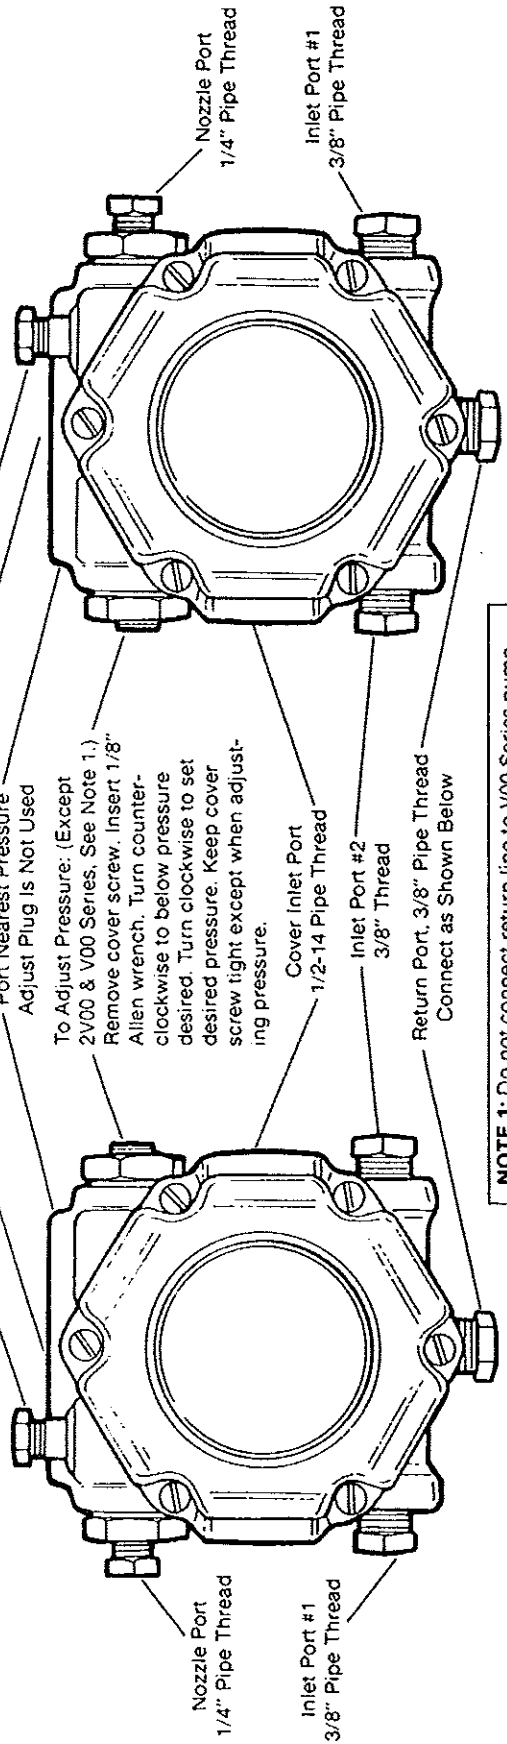 Port Nearest Pressure
Adjust Plug Is Not Used
To Adjust Pressure: (Except
2V00 & V00 Series, See Note 1.)
Remove cover screw. Insert 1/8"
Allen wrench. Turn counter-
clockwise to below pressure
desired. Turn clockwise to set
desired pressure. Keep cover
screw tight except when adjust-
ing pressure.
Nozzle Port
1/4" Pipe Thread
Nozzle Port
1/4" Pipe Thread
Cover Inlet Port
1/2-14 Pipe Thread
Inlet Port #1
3/8" Pipe Thread
Inlet Port #2
3/8" Thread
Inlet Port #1
3/8" Pipe Thread
Return Port, 3/8" Pipe Thread
Connect as Shown Below
NOTE 1: Do not connect return line to V00 Series pump